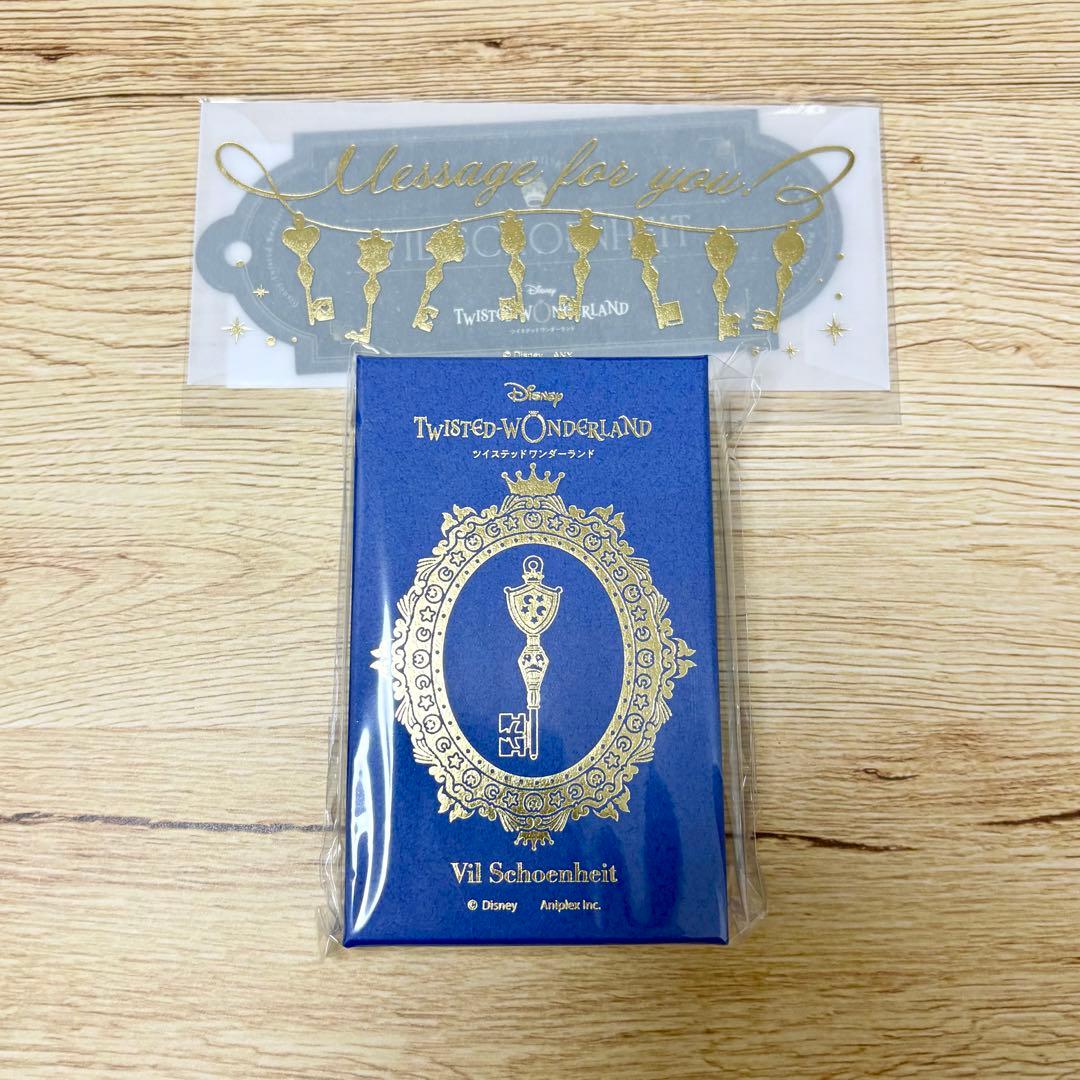 Message for you!
VIL SCHOENHEIT
Disney
TWISTED-WONDERLAND
ツイステッドワンダーランド
© Disney ANX
Disney
TWISTED-WONDERLAND
ツイステッドワンダーランド
Vil Schoenheit
© Disney Aniplex Inc.